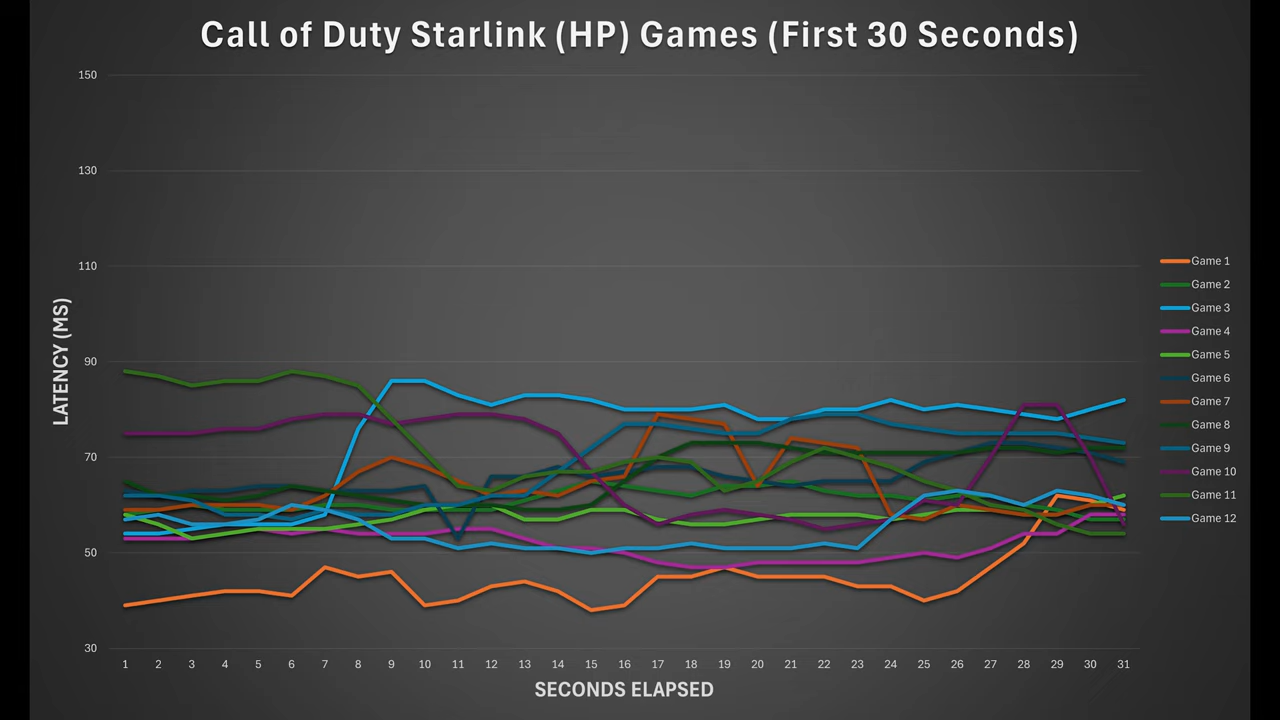 Call of Duty Starlink (HP) Games (First 30 Seconds)
150
130
110
90
70
50
30
LATENCY (MS)
1 2 3 4 5 6 7 8 9 10 11 12 13 14 15 16 17 18 19 20 21 22 23 24 25 26 27 28 29 30 31
SECONDS ELAPSED
Game 1
Game 2
Game 3
Game 4
Game 5
Game 6
Game 7
Game 8
Game 9
Game 10
Game 11
Game 12